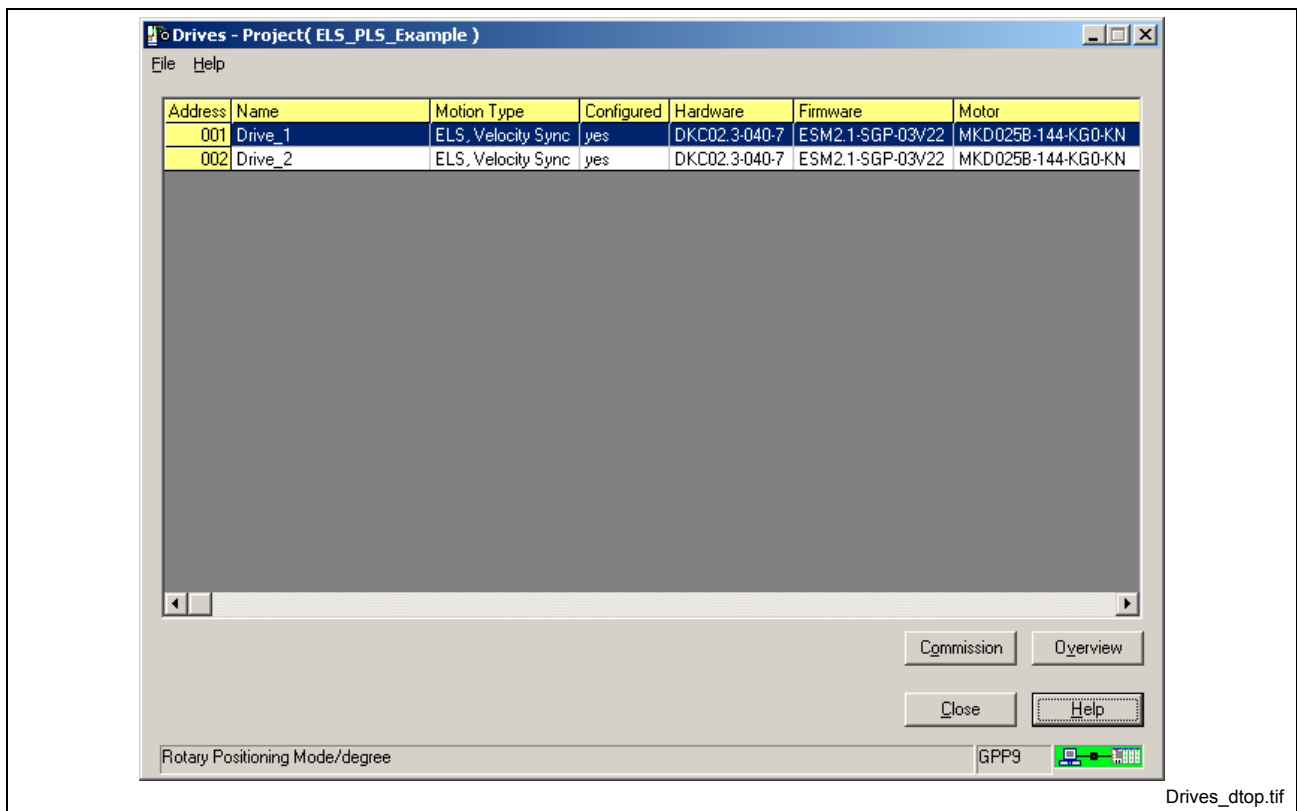 Drives - Project( ELS_PLS_Example )
File Help
Address Name Motion Type Configured Hardware Firmware Motor
001 Drive_1 ELS, Velocity Sync yes DKC02.3-040-7 ESM2.1-SGP-03V22 MKD025B-144-KG0-KN
002 Drive_2 ELS, Velocity Sync yes DKC02.3-040-7 ESM2.1-SGP-03V22 MKD025B-144-KG0-KN
Commission Overview
Close Help
Rotary Positioning Mode/degree GPP9
Drives_dtop.tif